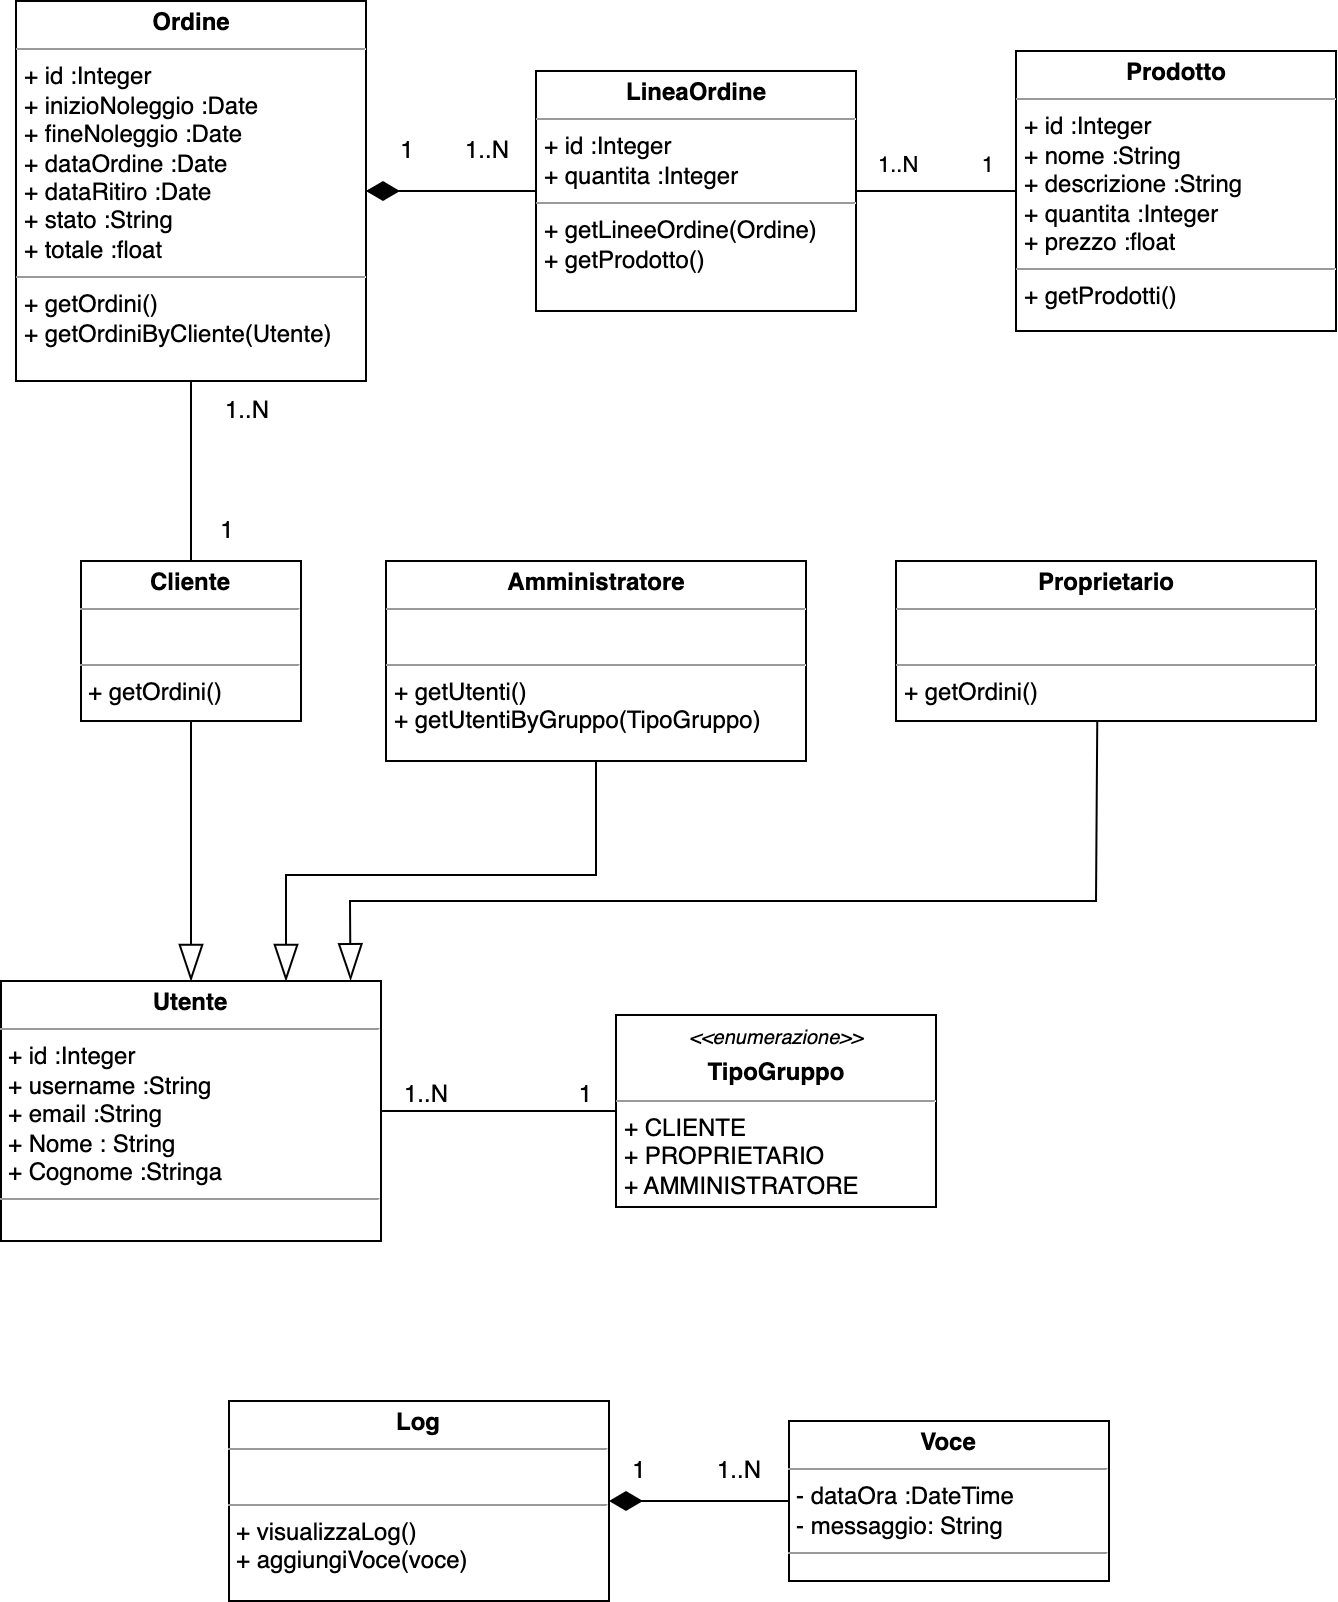 Ordine
+ id :Integer
+ inizioNoleggio :Date
+ fineNoleggio :Date
+ dataOrdine :Date
+ dataRitiro :Date
+ stato :String
+ totale :float
+ getOrdini()
+ getOrdiniByCliente(Utente)
1
1..N
LineaOrdine
+ id :Integer
+ quantita :Integer
+ getLineeOrdine(Ordine)
+ getProdotto()
1..N
1
Prodotto
+ id :Integer
+ nome :String
+ descrizione :String
+ quantita :Integer
+ prezzo :float
+ getProdotti()
1..N
1
Cliente
+ getOrdini()
Amministratore
+ getUtenti()
+ getUtentiByGruppo(TipoGruppo)
Proprietario
+ getOrdini()
Utente
+ id :Integer
+ username :String
+ email :String
+ Nome : String
+ Cognome :Stringa
1..N
1
<<enumerazione>>
TipoGruppo
+ CLIENTE
+ PROPRIETARIO
+ AMMINISTRATORE
Log
+ visualizzaLog()
+ aggiungiVoce(voce)
1
1..N
Voce
- dataOra :DateTime
- messaggio: String